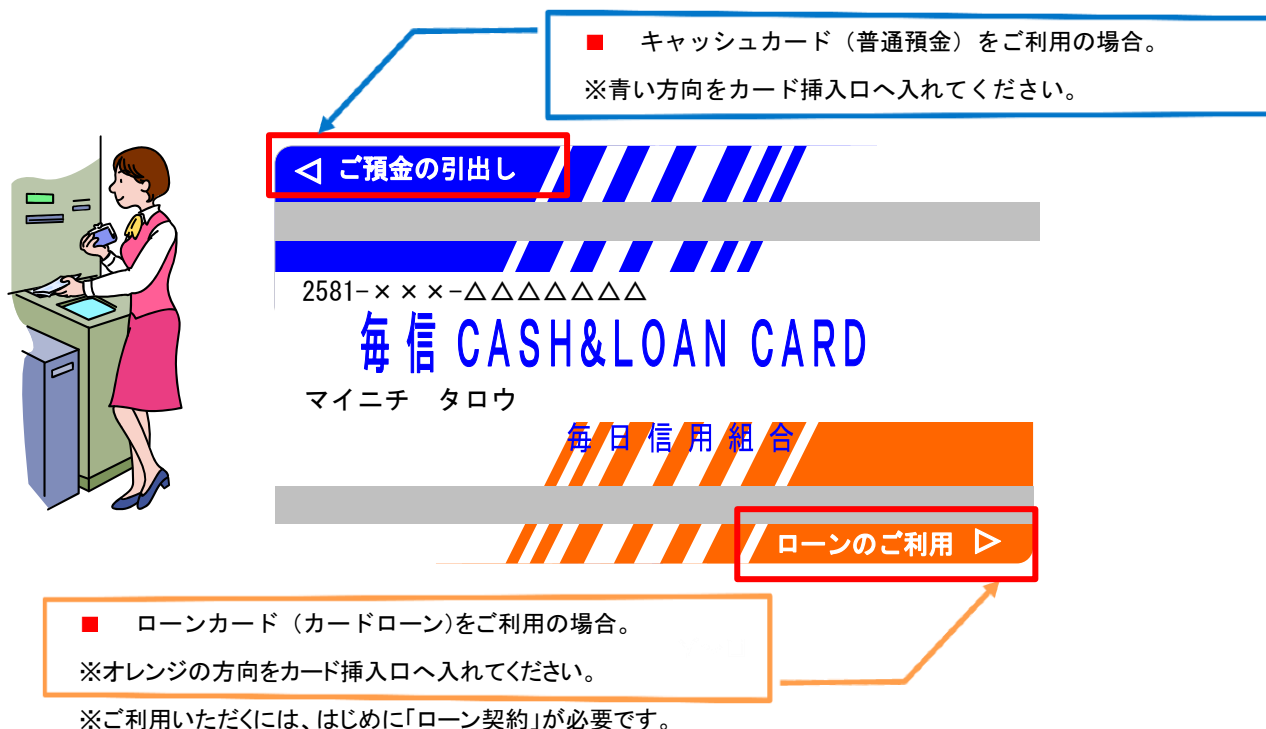 ■ キャッシュカード（普通預金）をご利用の場合。
※青い方向をカード挿入口へ入れてください。
◁ ご預金の引出し
2581-×××-△△△△△△△
毎信 CASH&LOAN CARD
マイニチ タロウ
毎日信用組合
ローンのご利用 ▷
■ ローンカード（カードローン)をご利用の場合。
※オレンジの方向をカード挿入口へ入れてください。
※ご利用いただくには、はじめに「ローン契約」が必要です。